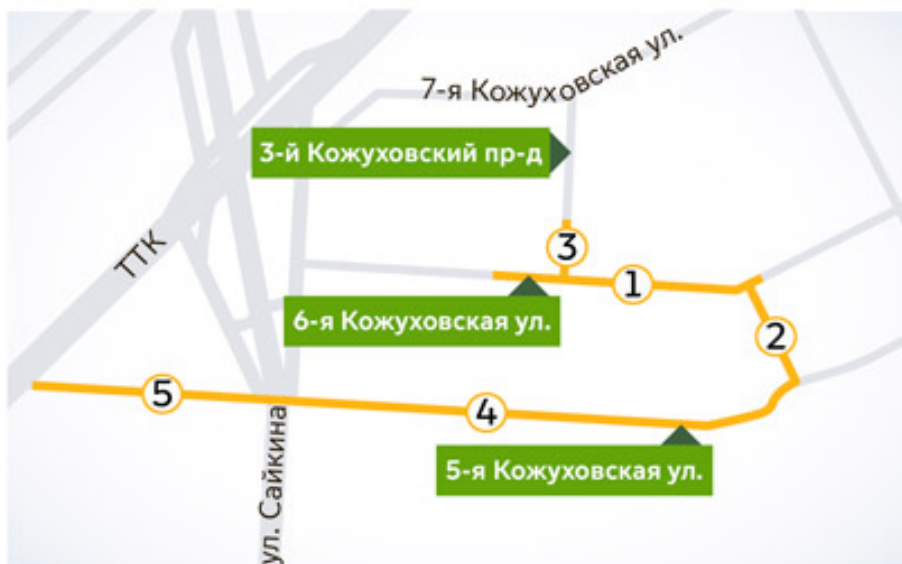 7-я Кожуховская ул.
3-й Кожуховский пр-д
ТТК
3
1
6-я Кожуховская ул.
2
5
4
ул. Сайкина
5-я Кожуховская ул.